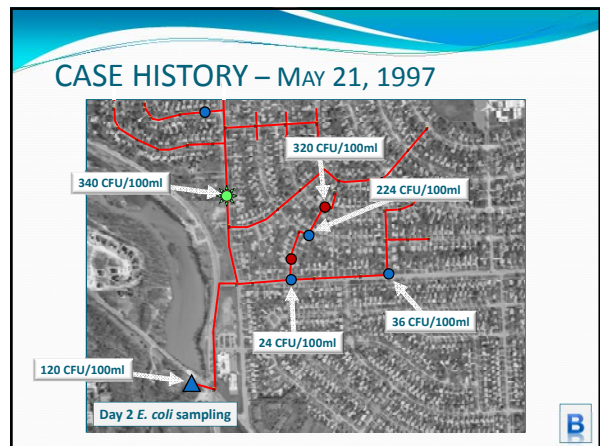 CASE HISTORY – MAY 21, 1997
320 CFU/100ml
340 CFU/100ml
224 CFU/100ml
36 CFU/100ml
24 CFU/100ml
120 CFU/100ml
Day 2 E. coli sampling
B